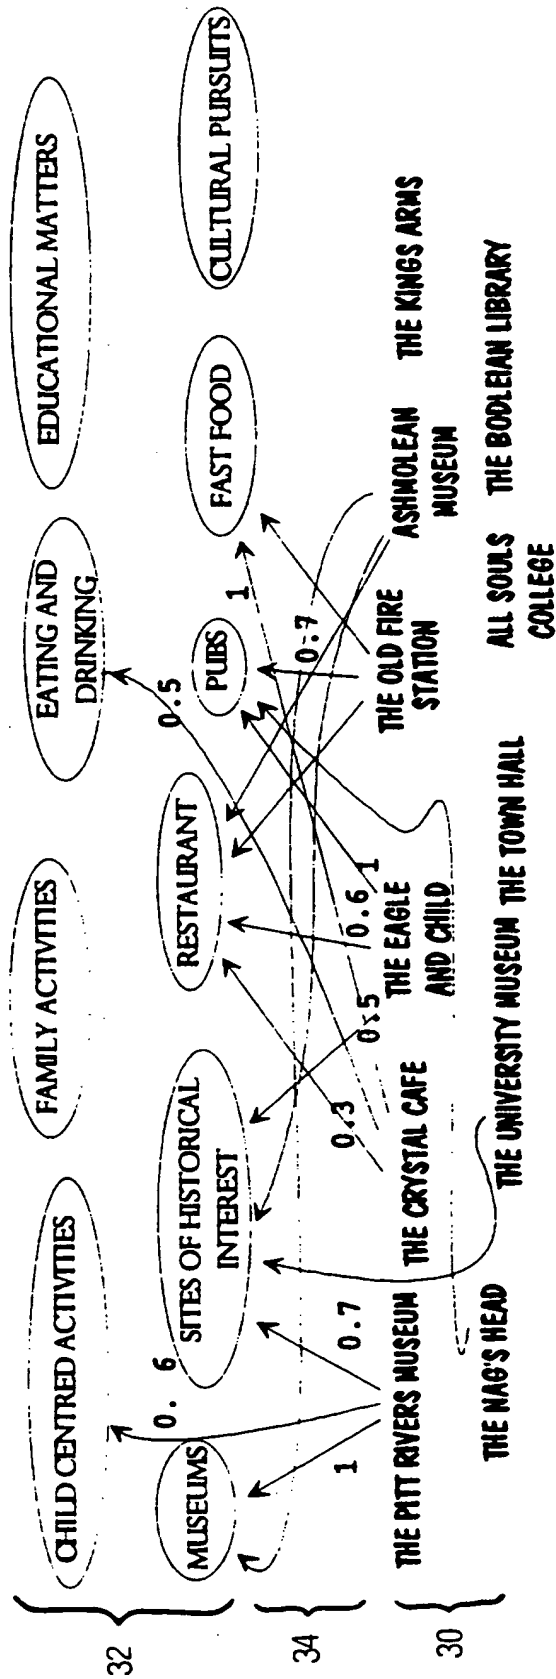 CHILD CENTRED ACTIVITIES
FAMILY ACTIVITIES
EATING AND
DRINKING
EDUCATIONAL MATTERS
32
MUSEUMS
0. 6
SITES OF HISTORICAL
INTEREST
RESTAURANT
0.5
PUBS
1
FAST FOOD
CULTURAL PURSUITS
34
1
0.7
0.3
0.5
0.6
1
0.7
30
THE PITT RIVERS MUSEUM
THE CRYSTAL CAFE
THE EAGLE
AND CHILD
THE OLD FIRE
STATION
ASHMOLEAN
MUSEUM
THE KINGS ARMS
THE NAG'S HEAD
THE UNIVERSITY MUSEUM
THE TOWN HALL
ALL SOULS
COLLEGE
THE BODLEIAN LIBRARY